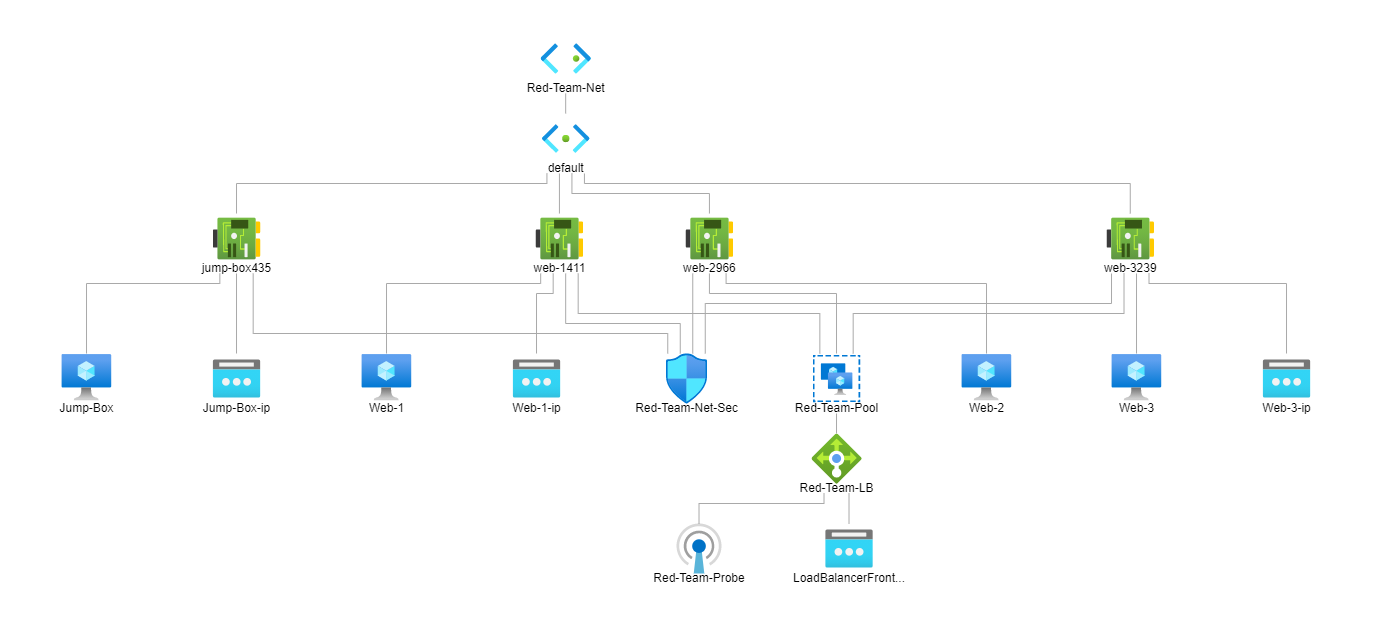 Red-Team-Net
default
jump-box435
web-1411
web-2966
web-3239
Jump-Box
Jump-Box-ip
Web-1
Web-1-ip
Red-Team-Net-Sec
Red-Team-Pool
Web-2
Web-3
Web-3-ip
Red-Team-LB
Red-Team-Probe
LoadBalancerFront...